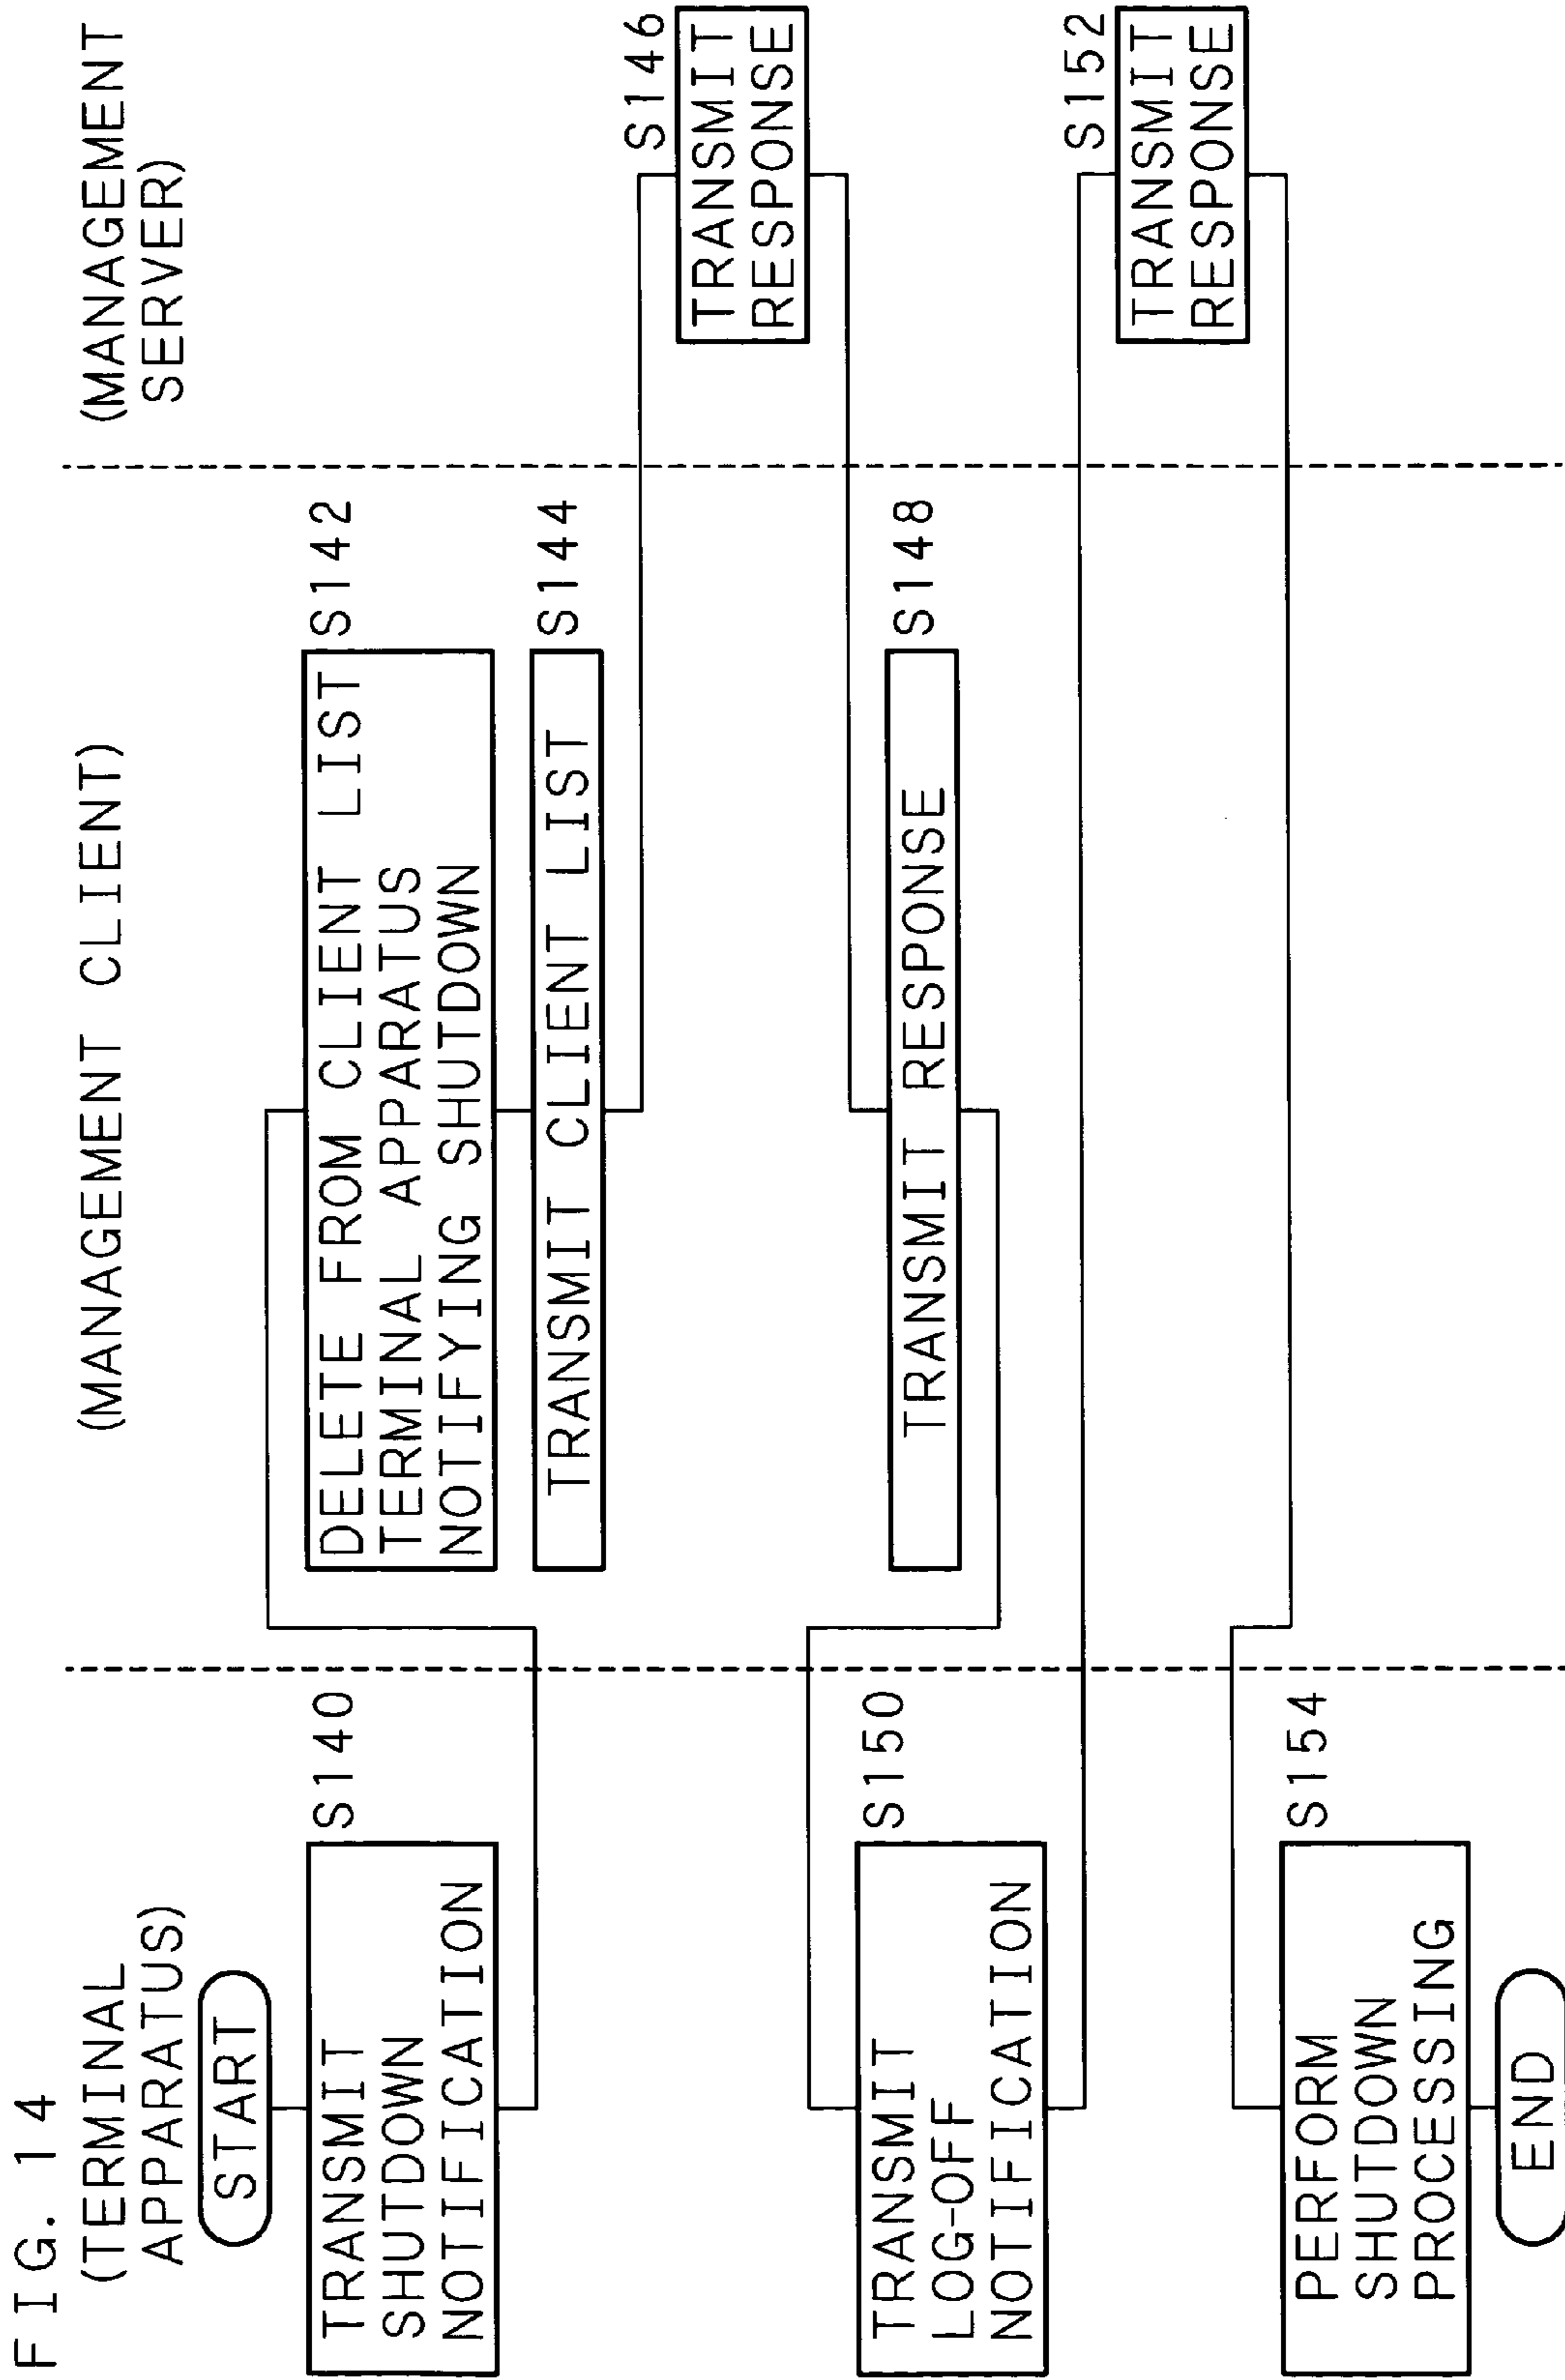 FIG. 14
(TERMINAL
APPARATUS)
(MANAGEMENT CLIENT)
(MANAGEMENT
SERVER)
START
TRANSMIT
SHUTDOWN
NOTIFICATION
S140
DELETE FROM CLIENT LIST
TERMINAL APPARATUS
NOTIFYING SHUTDOWN
S142
TRANSMIT CLIENT LIST
S144
S146
TRANSMIT
RESPONSE
TRANSMIT RESPONSE
S148
TRANSMIT
LOG-OFF
NOTIFICATION
S150
S152
TRANSMIT
RESPONSE
PERFORM
SHUTDOWN
PROCESSING
S154
END